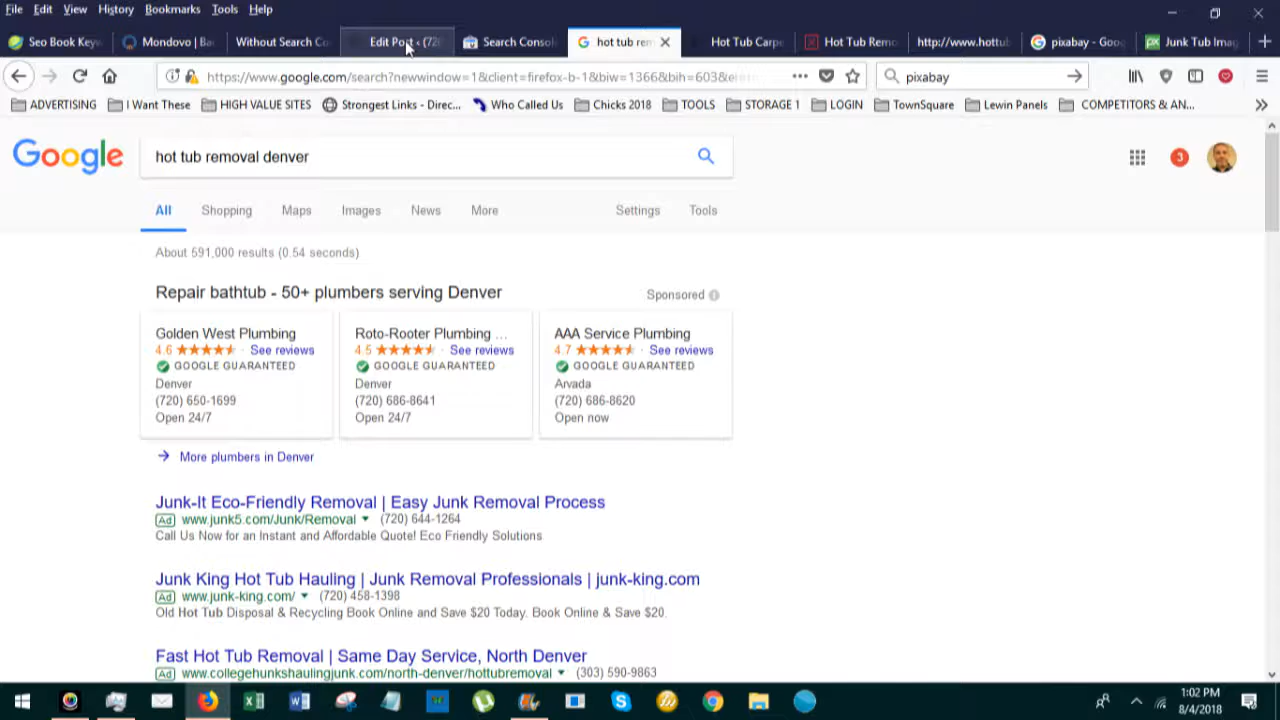 File Edit View History Bookmarks Tools Help
Seo Book Keyw Mondovo | Ba Without Search Co Edit Port ‹ (720 Search Consol hot tub rem Hot Tub Carpe Hot Tub Remo http://www.hottub pixabay - Goo Junk Tub Imag
https://www.google.com/search?newwindow=1&client=firefox-b-1&biw=1366&bih=603&ei pixabay
ADVERTISING I Want These HIGH VALUE SITES Strongest Links - Direc... Who Called Us Chicks 2018 TOOLS STORAGE 1 LOGIN TownSquare Lewin Panels COMPETITORS & AN...
Google hot tub removal denver 3
All Shopping Maps Images News More Settings Tools
About 591,000 results (0.54 seconds)
Repair bathtub - 50+ plumbers serving Denver Sponsored
Golden West Plumbing
4.6 · See reviews
GOOGLE GUARANTEED
Denver
(720) 650-1699
Open 24/7
Roto-Rooter Plumbing ...
4.5 · See reviews
GOOGLE GUARANTEED
Denver
(720) 686-8641
Open 24/7
AAA Service Plumbing
4.7 · See reviews
GOOGLE GUARANTEED
Arvada
(720) 686-8620
Open now
More plumbers in Denver
Junk-It Eco-Friendly Removal | Easy Junk Removal Process
Ad www.junk5.com/Junk/Removal (720) 644-1264
Call Us Now for an Instant and Affordable Quote! Eco Friendly Solutions
Junk King Hot Tub Hauling | Junk Removal Professionals | junk-king.com
Ad www.junk-king.com/ (720) 458-1398
Old Hot Tub Disposal & Recycling Book Online and Save $20 Today. Book Online & Save $20.
Fast Hot Tub Removal | Same Day Service, North Denver
Ad www.collegehunkshaulingjunk.com/north-denver/hottubremoval (303) 590-9863
1:02 PM
8/4/2018